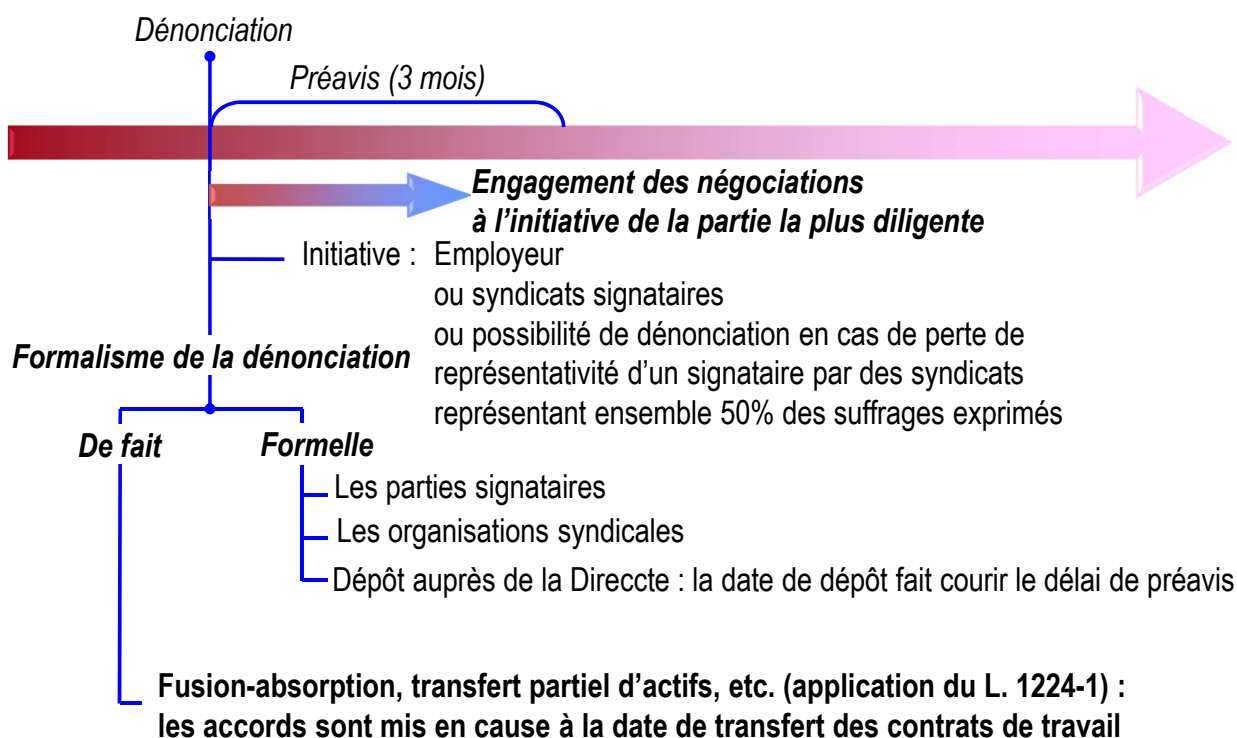 Dénonciation
Préavis (3 mois)
Engagement des négociations
à l’initiative de la partie la plus diligente
Initiative : Employeur
ou syndicats signataires
ou possibilité de dénonciation en cas de perte de
représentativité d’un signataire par des syndicats
représentant ensemble 50% des suffrages exprimés
Formalisme de la dénonciation
De fait
Formelle
Les parties signataires
Les organisations syndicales
Dépôt auprès de la Direccte : la date de dépôt fait courir le délai de préavis
Fusion-absorption, transfert partiel d’actifs, etc. (application du L. 1224-1) :
les accords sont mis en cause à la date de transfert des contrats de travail